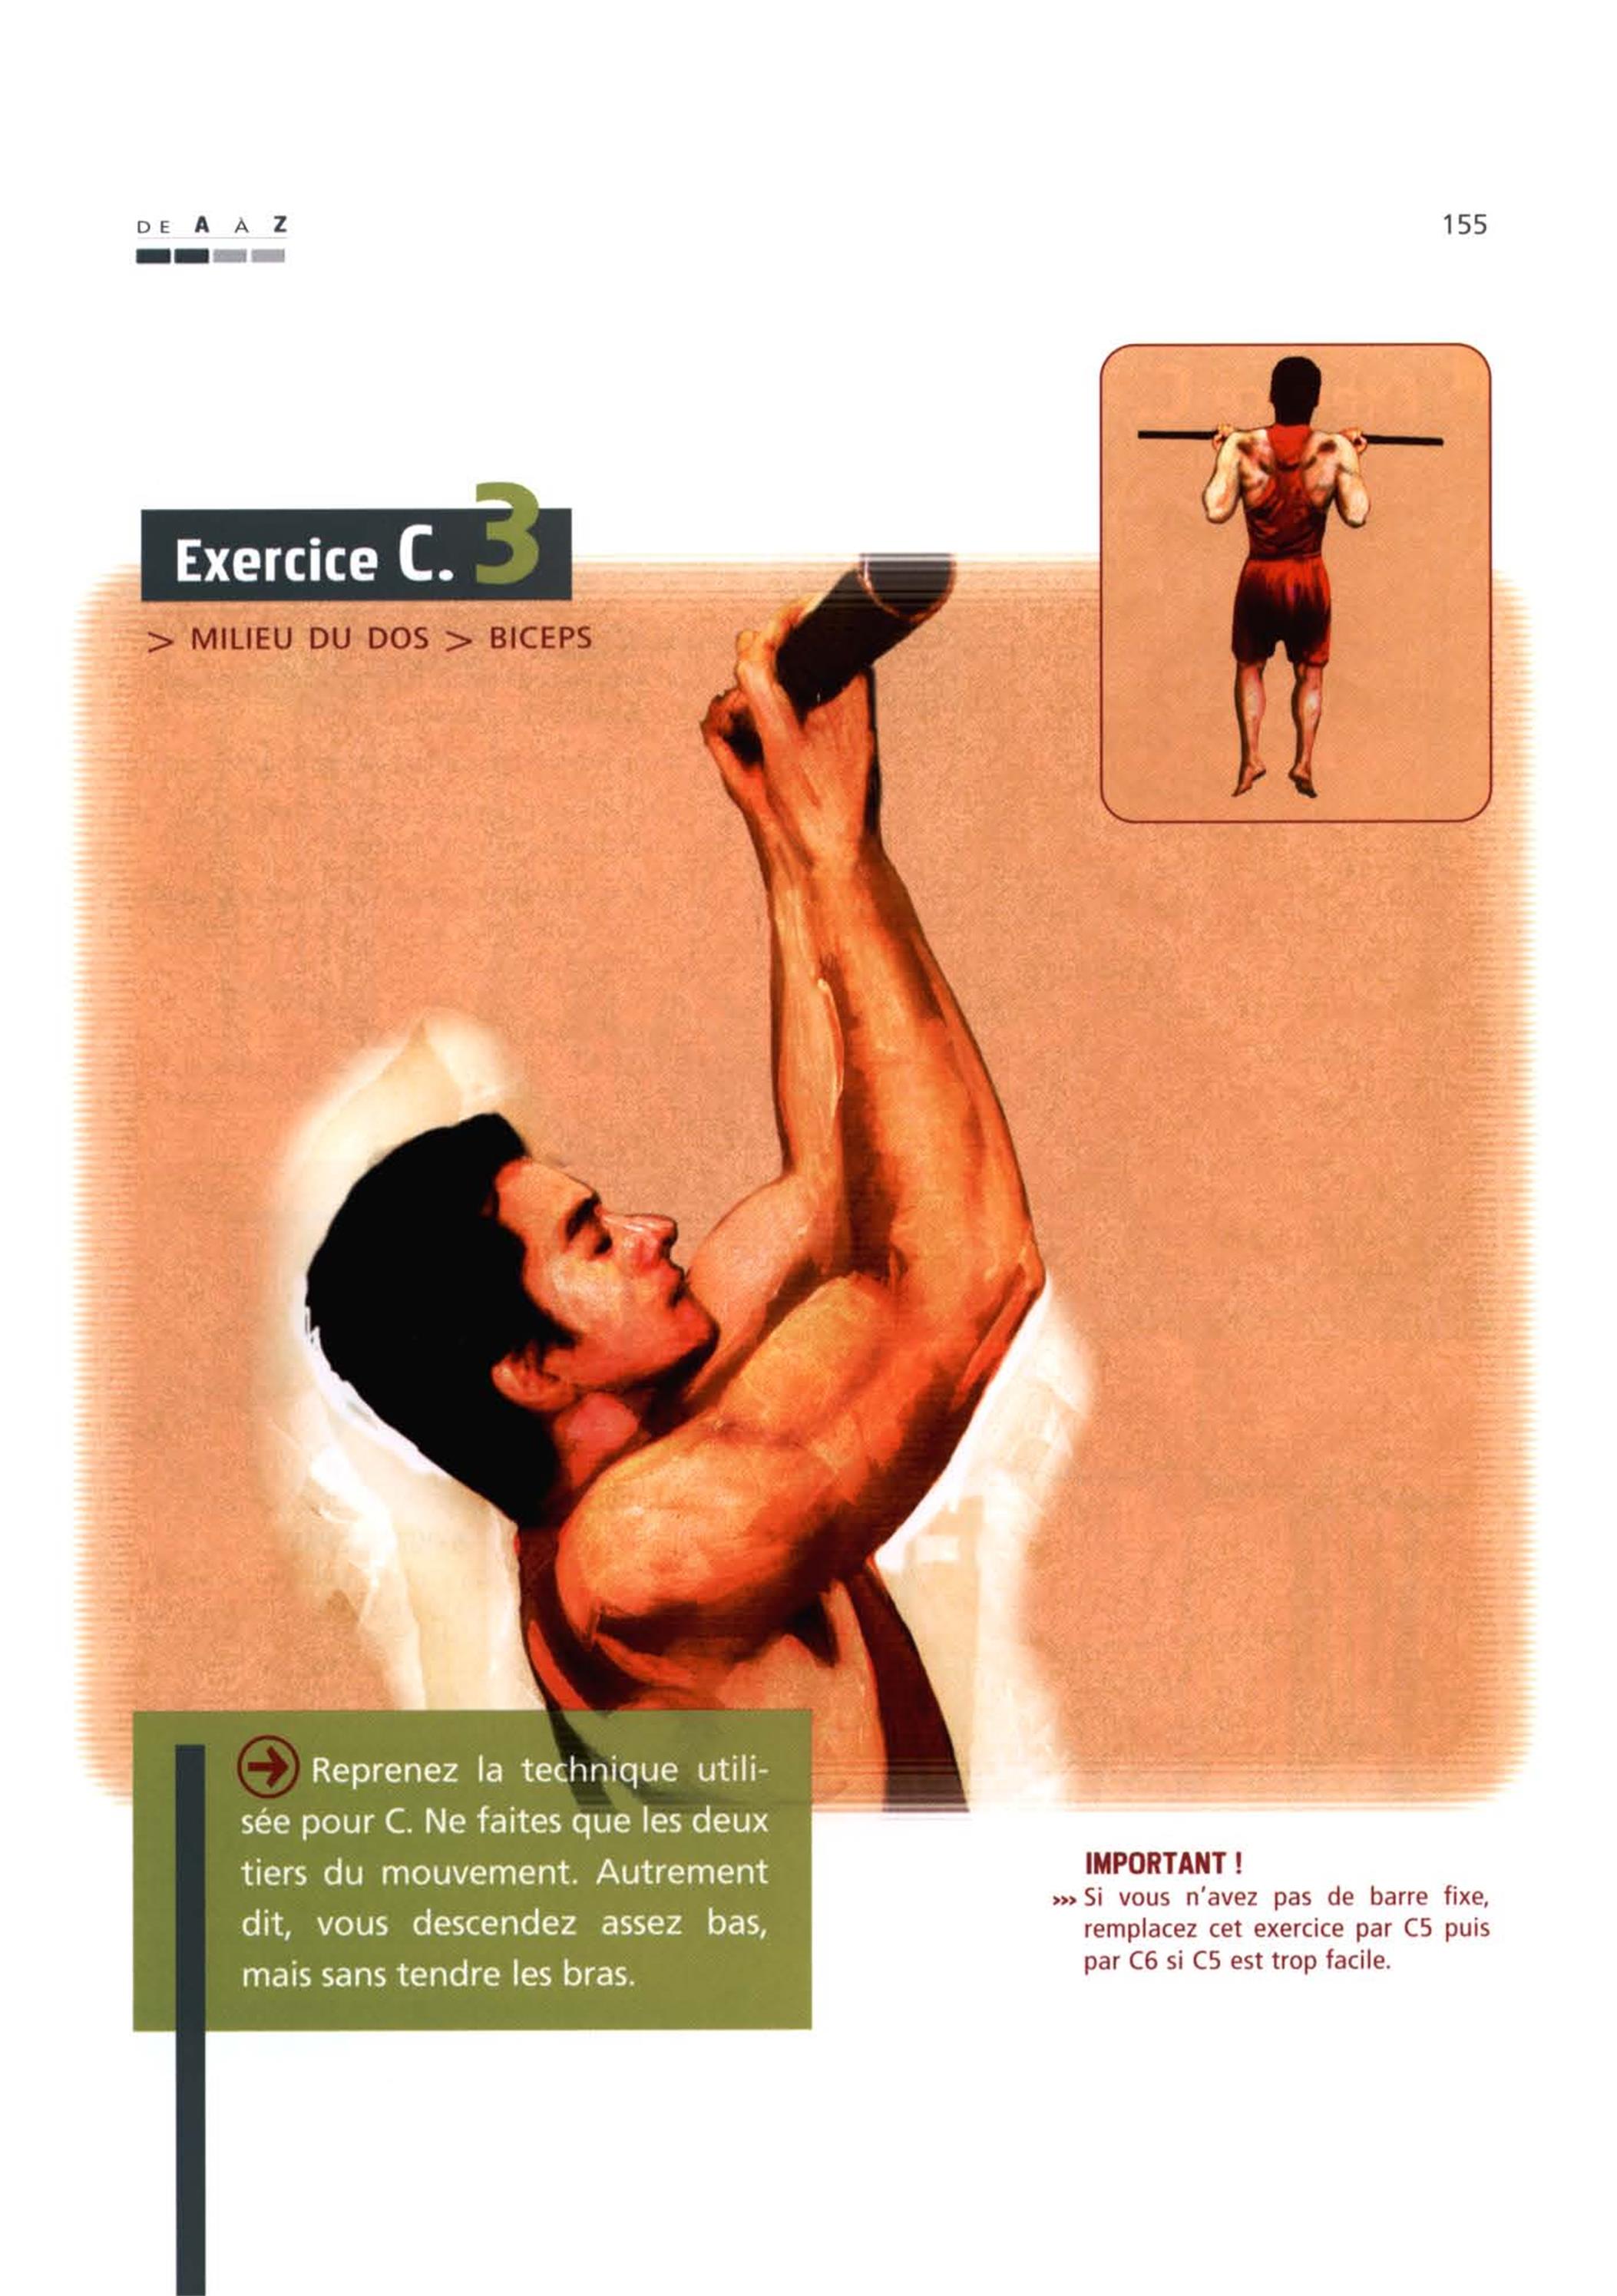 DE A À Z
155
Exercice C. 3
> MILIEU DU DOS > BICEPS
Reprenez la technique utili-
sée pour C. Ne faites que les deux
tiers du mouvement. Autrement
dit, vous descendez assez bas,
mais sans tendre les bras.
IMPORTANT !
»» Si vous n'avez pas de barre fixe,
remplacez cet exercice par C5 puis
par C6 si C5 est trop facile.